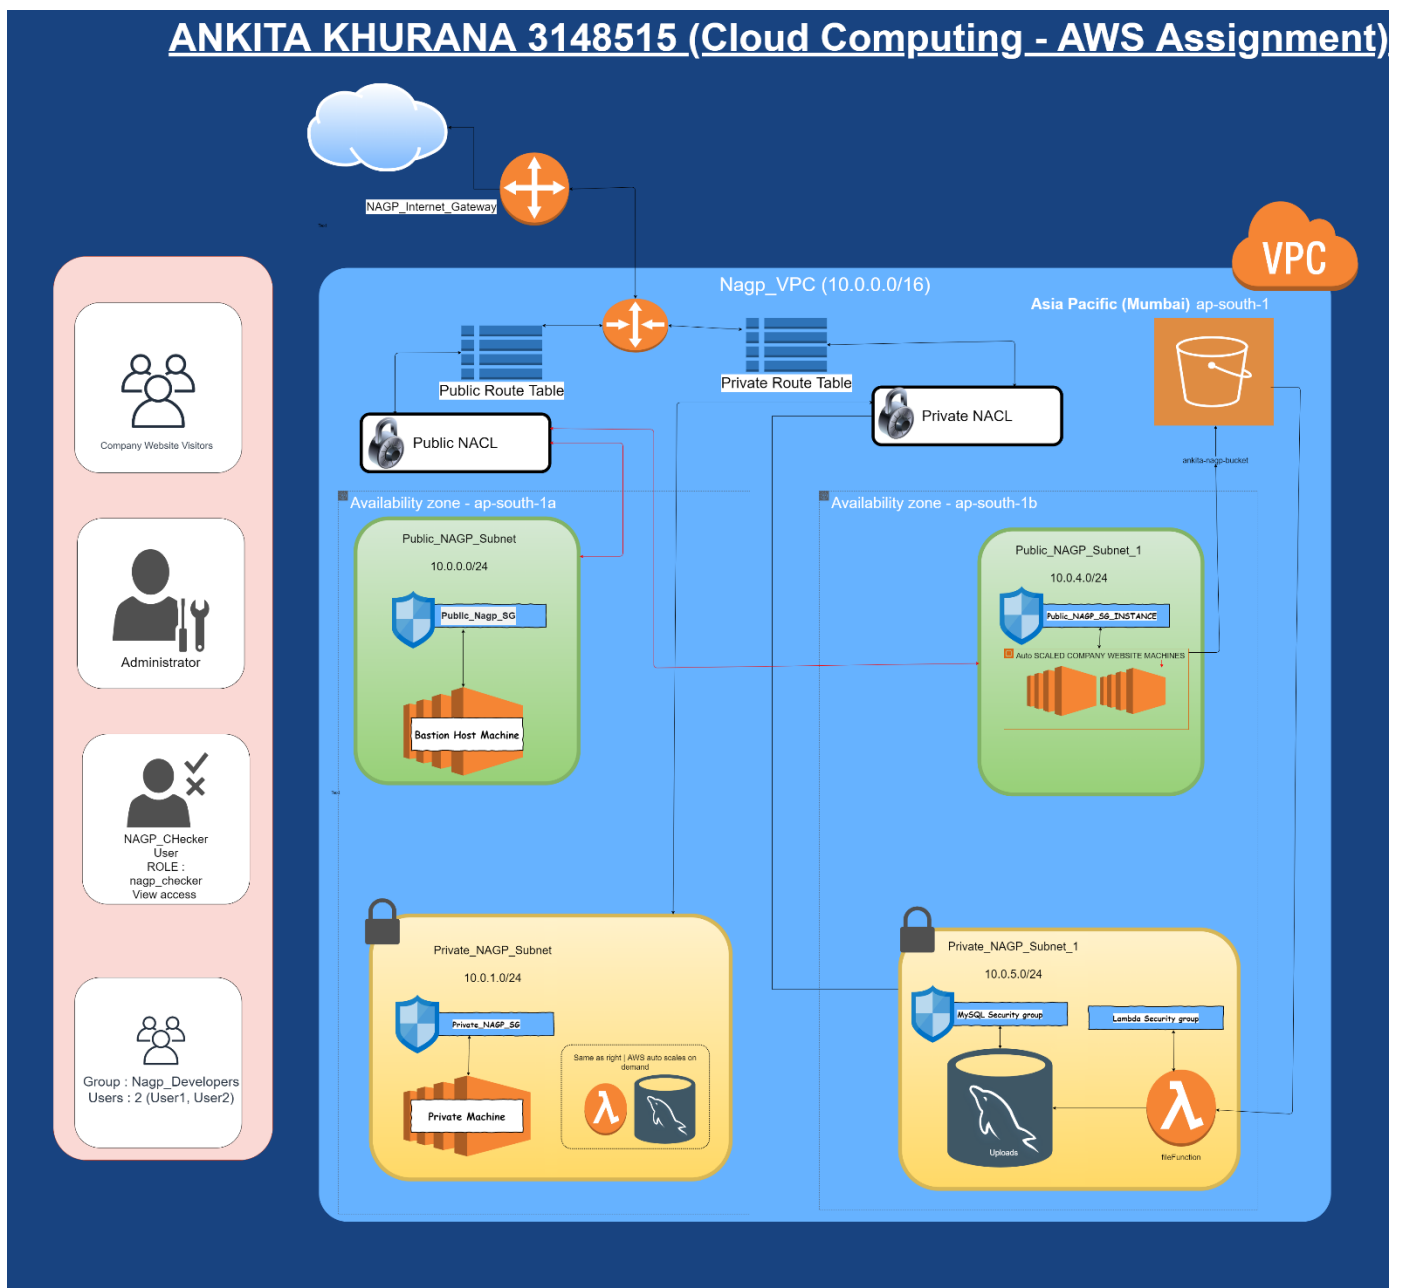 ANKITA KHURANA 3148515 (Cloud Computing - AWS Assignment)
NAGP_Internet_Gateway
VPC
Nagp_VPC (10.0.0.0/16)
Asia Pacific (Mumbai) ap-south-1
Public Route Table
Private Route Table
Public NACL
Private NACL
ankita-nagp-bucket
Company Website Visitors
Administrator
NAGP_CHecker
User
ROLE :
nagp_checker
View access
Group : Nagp_Developers
Users : 2 (User1, User2)
Availability zone - ap-south-1a
Public_NAGP_Subnet
10.0.0.0/24
Public_Nagp_SG
Bastion Host Machine
Availability zone - ap-south-1b
Public_NAGP_Subnet_1
10.0.4.0/24
Public_NAGP_SG_INSTANCE
Auto SCALED COMPANY WEBSITE MACHINES
Private_NAGP_Subnet
10.0.1.0/24
Private_NAGP_SG
Private Machine
Same as right | AWS auto scales on
demand
Private_NAGP_Subnet_1
10.0.5.0/24
MySQL Security group
Lambda Security group
Uploads
fileFunction